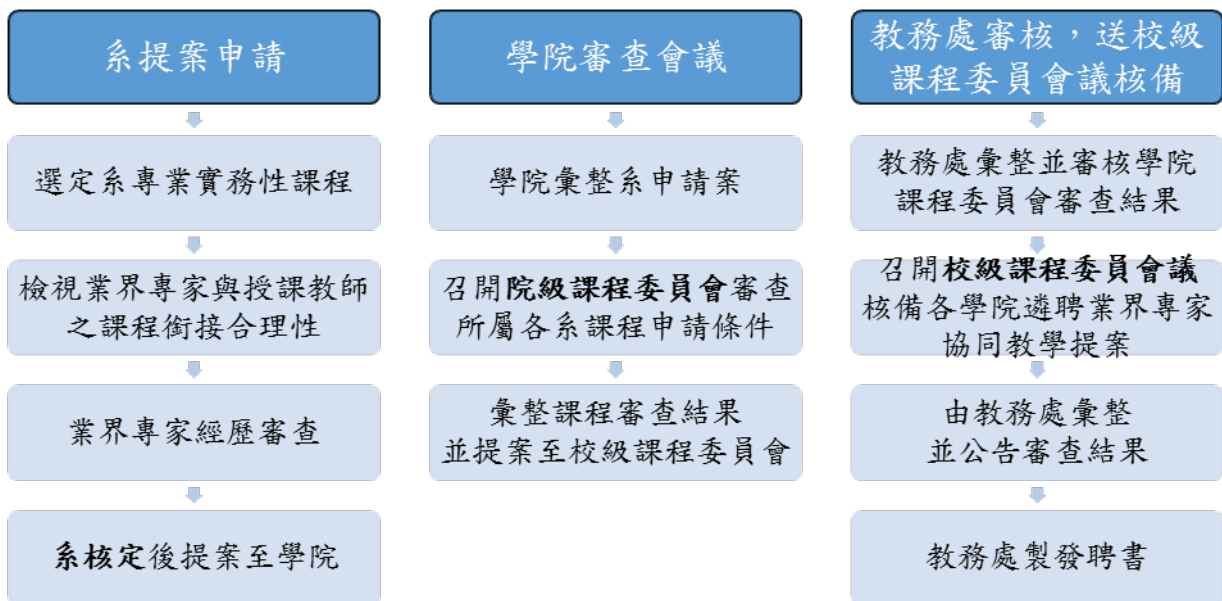 系提案申請
選定系專業實務性課程
檢視業界專家與授課教師
之課程銜接合理性
業界專家經歷審查
系核定後提案至學院
學院審查會議
學院彙整系申請案
召開院級課程委員會審查
所屬各系課程申請條件
彙整課程審查結果
並提案至校級課程委員會
教務處審核，送校級
課程委員會議核備
教務處彙整並審核學院
課程委員會審查結果
召開校級課程委員會議
核備各學院遴聘業界專家
協同教學提案
由教務處彙整
並公告審查結果
教務處製發聘書